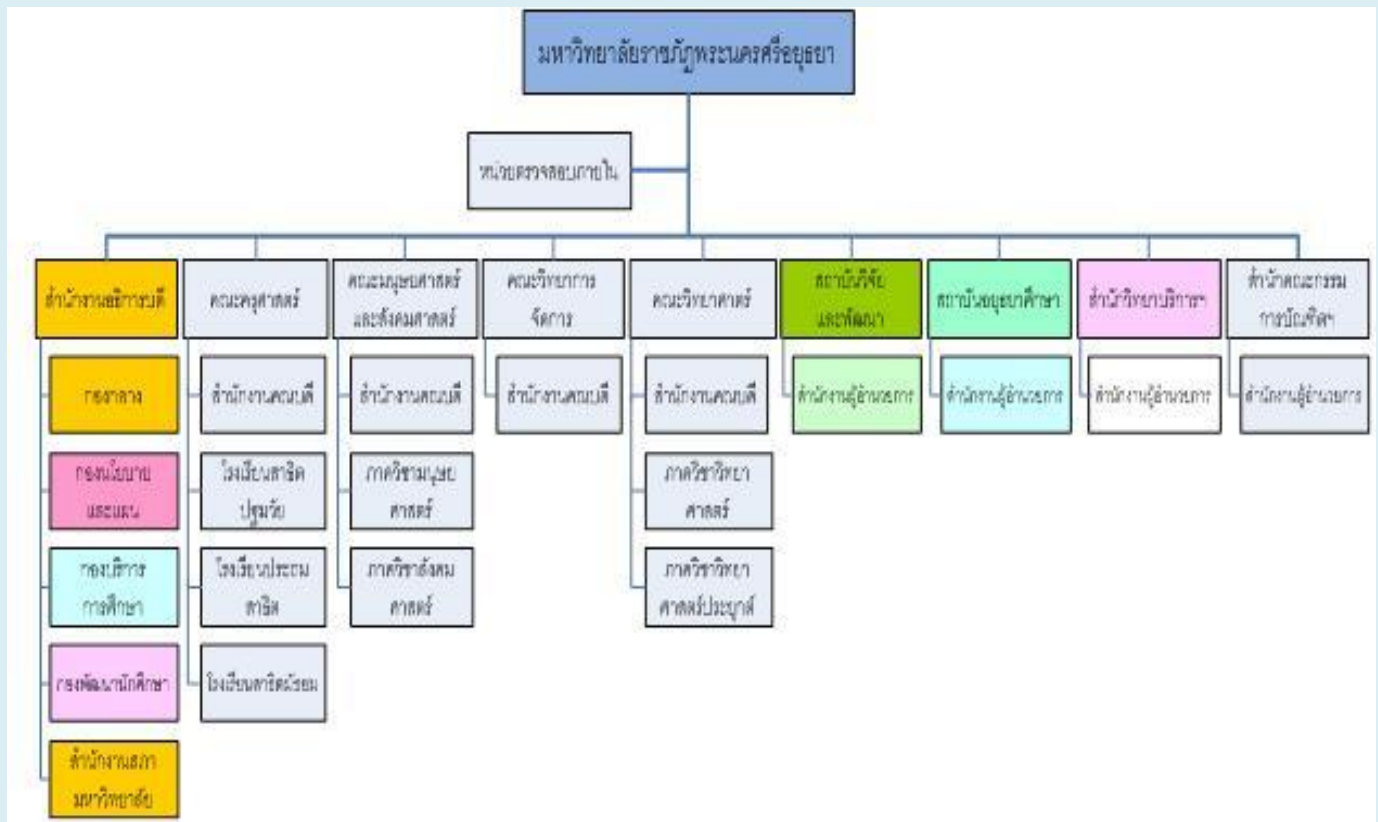 มหาวิทยาลัยราชภัฏพระนครศรีอยุธยา
หน่วยตรวจสอบภายใน
สำนักงานอธิการบดี
กองกลาง
กองนโยบาย
และแผน
กองบริการ
การศึกษา
กองพัฒนานักศึกษา
สำนักงานสภา
มหาวิทยาลัย
คณะครุศาสตร์
สำนักงานคณบดี
โรงเรียนสาธิต
ปฐมวัย
โรงเรียนประถม
สาธิต
โรงเรียนสาธิตมัธยม
คณะมนุษยศาสตร์
และสังคมศาสตร์
สำนักงานคณบดี
ภาควิชามนุษย
ศาสตร์
ภาควิชาสังคม
ศาสตร์
คณะวิทยาการ
จัดการ
สำนักงานคณบดี
คณะวิทยาศาตร์
สำนักงานคณบดี
ภาควิชาวิทยา
ศาสตร์
ภาควิชาวิทยา
ศาสตร์ประยุกต์
สถาบันวิจัย
และพัฒนา
สำนักงานผู้อำนวยการ
สถาบันอยุธยาศึกษา
สำนักงานผู้อำนวยการ
สำนักวิทยาบริการฯ
สำนักงานผู้อำนวยการ
สำนักคณะกรรม
การบัณฑิตฯ
สำนักงานผู้อำนวยการ